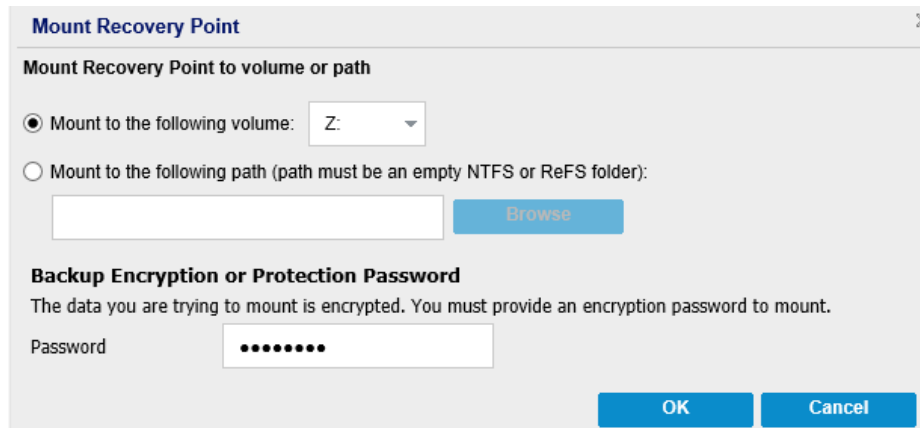 Mount Recovery Point
Mount Recovery Point to volume or path
Mount to the following volume: Z:
Mount to the following path (path must be an empty NTFS or ReFS folder):
Browse
Backup Encryption or Protection Password
The data you are trying to mount is encrypted. You must provide an encryption password to mount.
Password ●●●●●●●●
OK Cancel